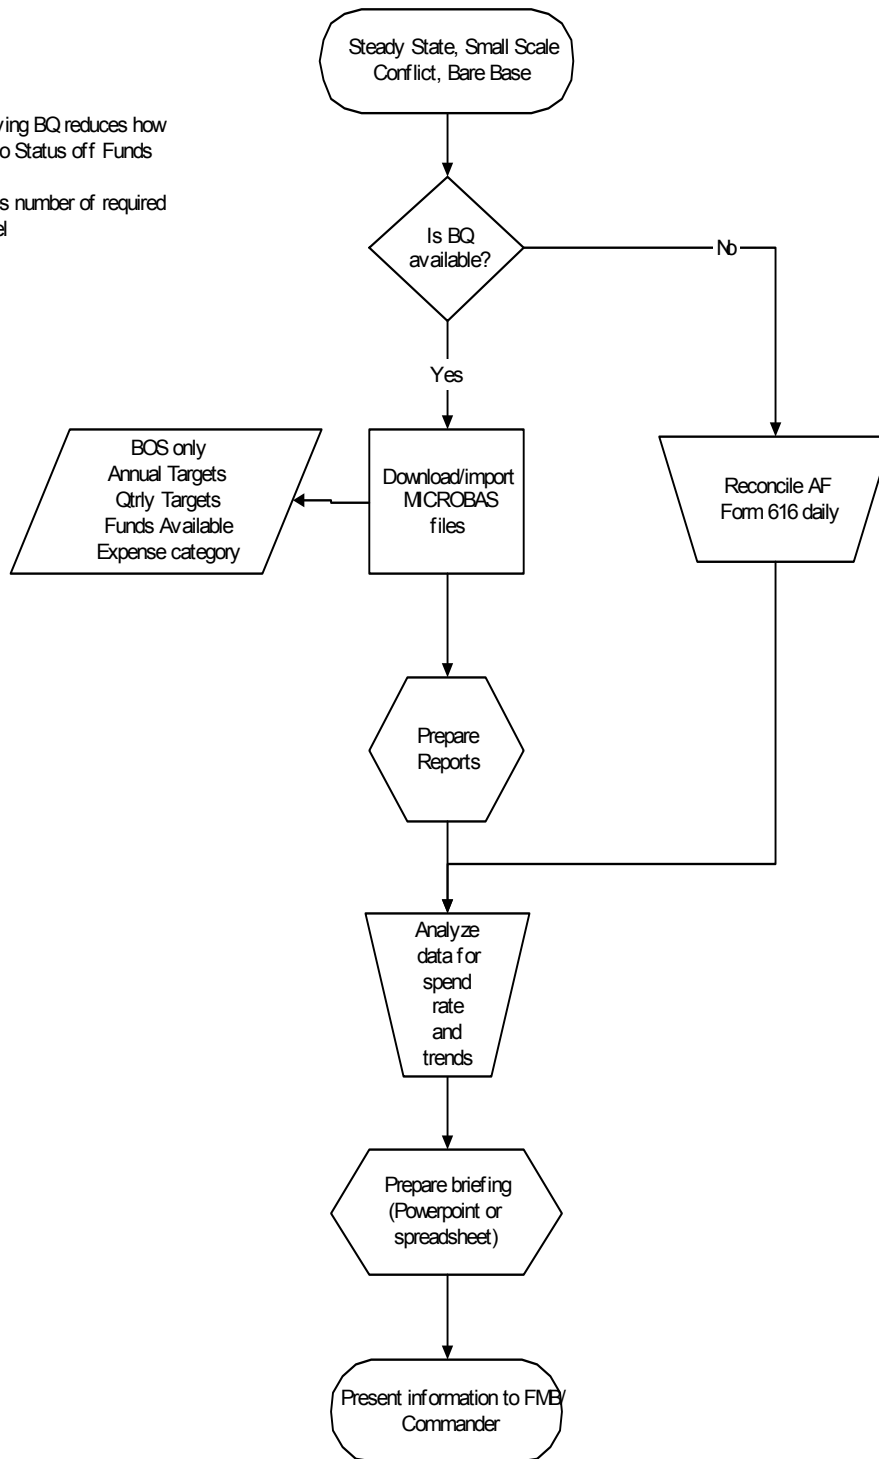 Steady State, Small Scale
Conflict, Bare Base
ving BQ reduces how
o Status off Funds
s number of required
el
Is BQ
available?
No
Yes
BOS only
Annual Targets
Qtrly Targets
Funds Available
Expense category
Download/import
MICROBAS
files
Reconcile AF
Form 616 daily
Prepare
Reports
Analyze
data for
spend
rate
and
trends
Prepare briefing
(Powerpoint or
spreadsheet)
Present information to FMB/
Commander